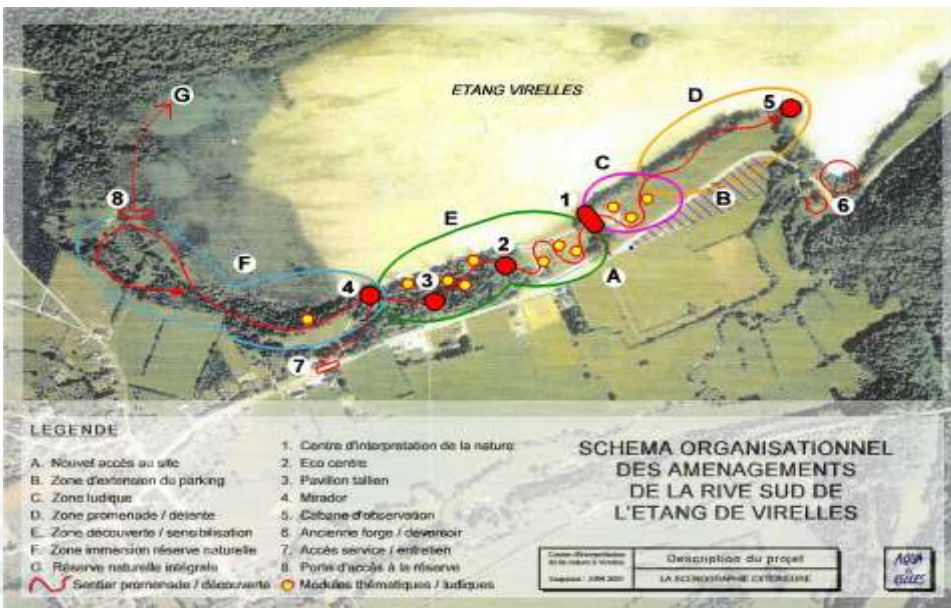 ETANG VIRELLES
G
D
5
8
C
1
B
6
E
2
F
A
4
3
7
LEGENDE
A. Nouvel accès au site
B. Zone d'extension du parking
C. Zone ludique
D. Zone promenade / détente
E. Zone découverte / sensibilisation
F. Zone immersion réserve naturelle
G. Réserve naturelle intégrale
Sentier promenade / découverte
1. Centre d'interprétation de la nature
2. Eco centre
3. Pavillon tallien
4. Mirador
5. Cabane d'observation
6. Ancienne forge / déversoir
7. Accès service / entretien
8. Porte d'accès à la réserve
Modules thématiques / ludiques
SCHEMA ORGANISATIONNEL
DES AMENAGEMENTS
DE LA RIVE SUD DE
L'ETANG DE VIRELLES
Description du projet
LA SCENOGRAPHIE EXTERIEURE